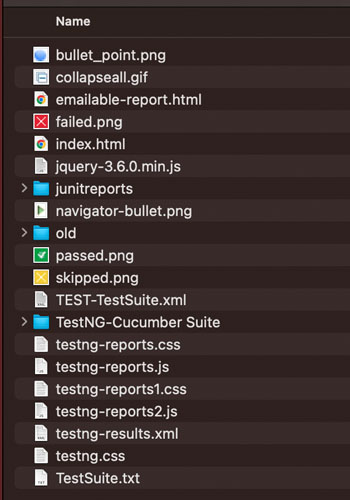 Name
bullet_point.png
collapseall.gif
emailable-report.html
failed.png
index.html
jquery-3.6.0.min.js
junitreports
navigator-bullet.png
old
passed.png
skipped.png
TEST-TestSuite.xml
TestNG-Cucumber Suite
testng-reports.css
testng-reports.js
testng-reports1.css
testng-reports2.js
testng-results.xml
testng.css
TestSuite.txt